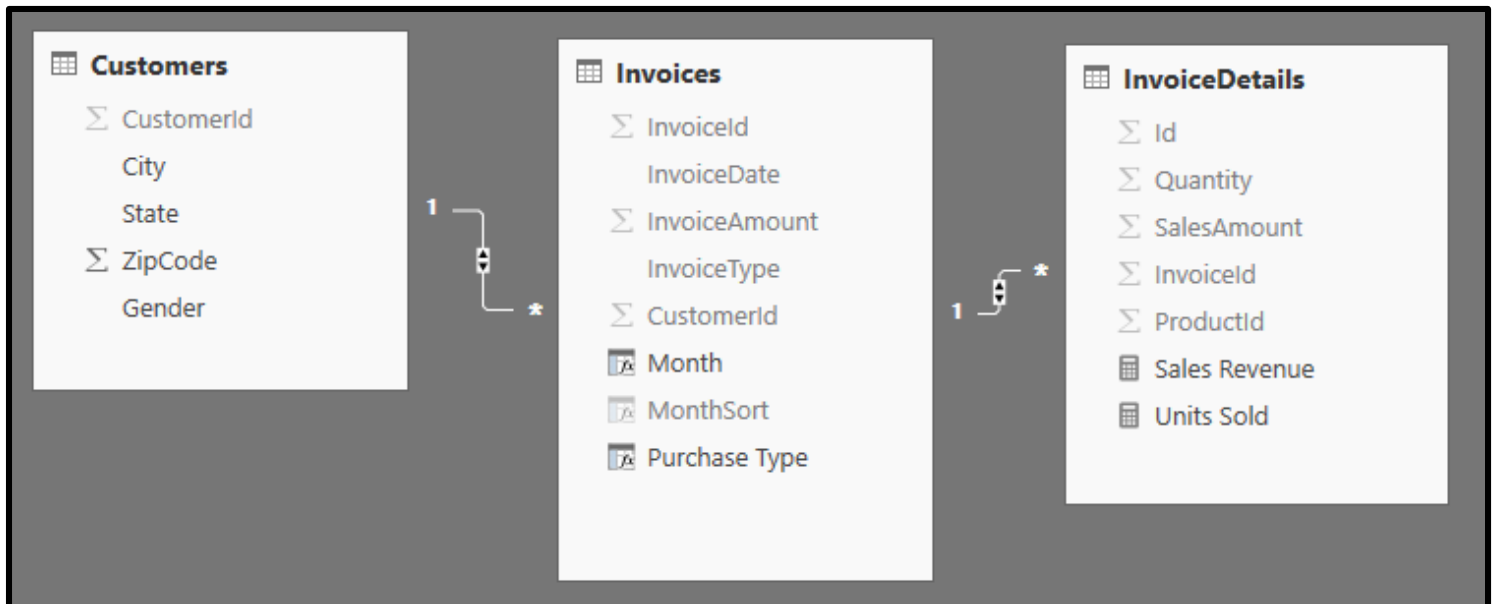 Customers
CustomerId
City
State
ZipCode
Gender
1
*
Invoices
InvoiceId
InvoiceDate
InvoiceAmount
InvoiceType
CustomerId
Month
MonthSort
Purchase Type
1
*
InvoiceDetails
Id
Quantity
SalesAmount
InvoiceId
ProductId
Sales Revenue
Units Sold